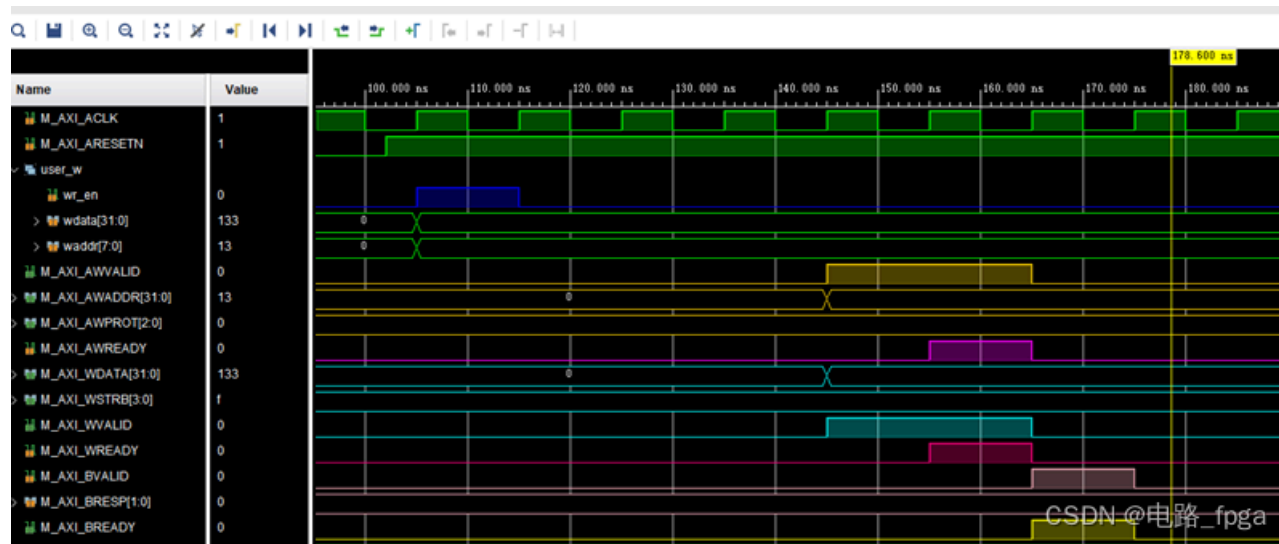 178.600 ns
Name Value
100.000 ns 110.000 ns 120.000 ns 130.000 ns 140.000 ns 150.000 ns 160.000 ns 170.000 ns 180.000 ns
M_AXI_ACLK 1
M_AXI_ARESETN 1
user_w
wr_en 0
wdata[31:0] 133 0
waddr[7:0] 13 0
M_AXI_AWVALID 0
M_AXI_AWADDR[31:0] 13 0
M_AXI_AWPROT[2:0] 0
M_AXI_AWREADY 0
M_AXI_WDATA[31:0] 133 0
M_AXI_WSTRB[3:0] f
M_AXI_WVALID 0
M_AXI_WREADY 0
M_AXI_BVALID 0
M_AXI_BRESP[1:0] 0
M_AXI_BREADY 0
CSDN @电路_fpga